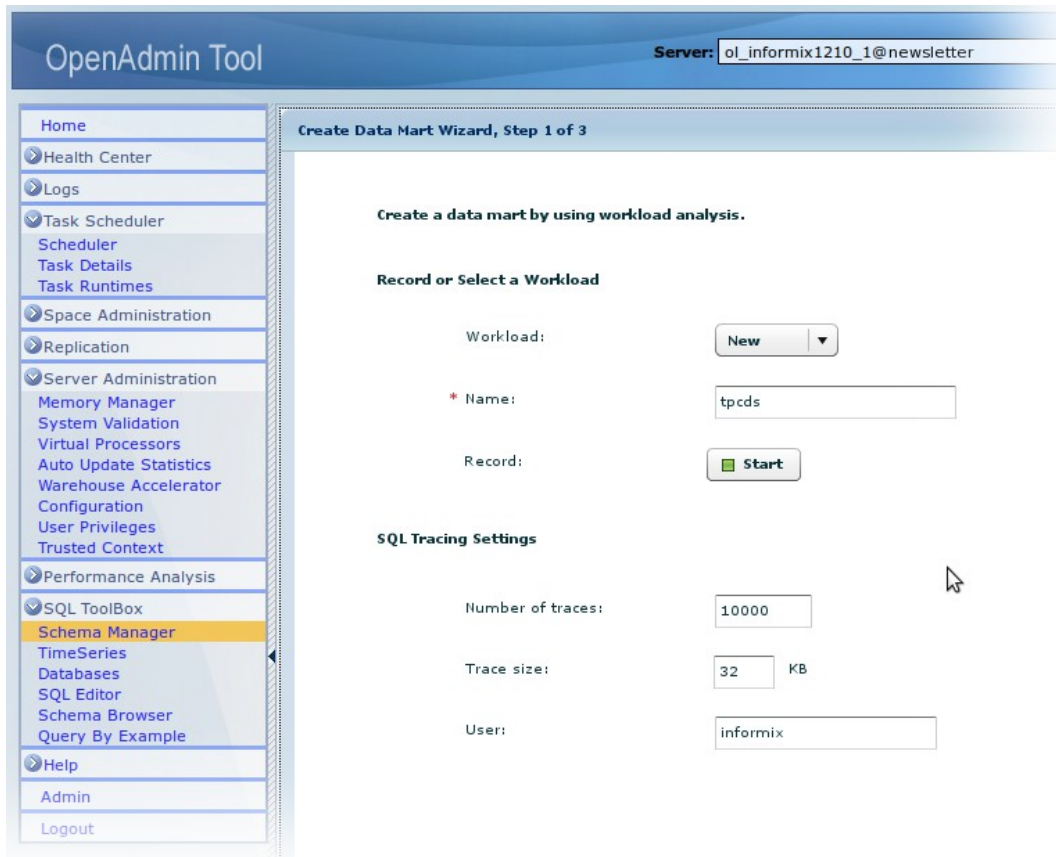 OpenAdmin Tool
Server: ol_informix1210_1@newsletter
Home
Health Center
Logs
Task Scheduler
Scheduler
Task Details
Task Runtimes
Space Administration
Replication
Server Administration
Memory Manager
System Validation
Virtual Processors
Auto Update Statistics
Warehouse Accelerator
Configuration
User Privileges
Trusted Context
Performance Analysis
SQL ToolBox
Schema Manager
TimeSeries
Databases
SQL Editor
Schema Browser
Query By Example
Help
Admin
Logout
Create Data Mart Wizard, Step 1 of 3
Create a data mart by using workload analysis.
Record or Select a Workload
Workload: New
* Name: tpcds
Record: Start
SQL Tracing Settings
Number of traces: 10000
Trace size: 32 KB
User: informix